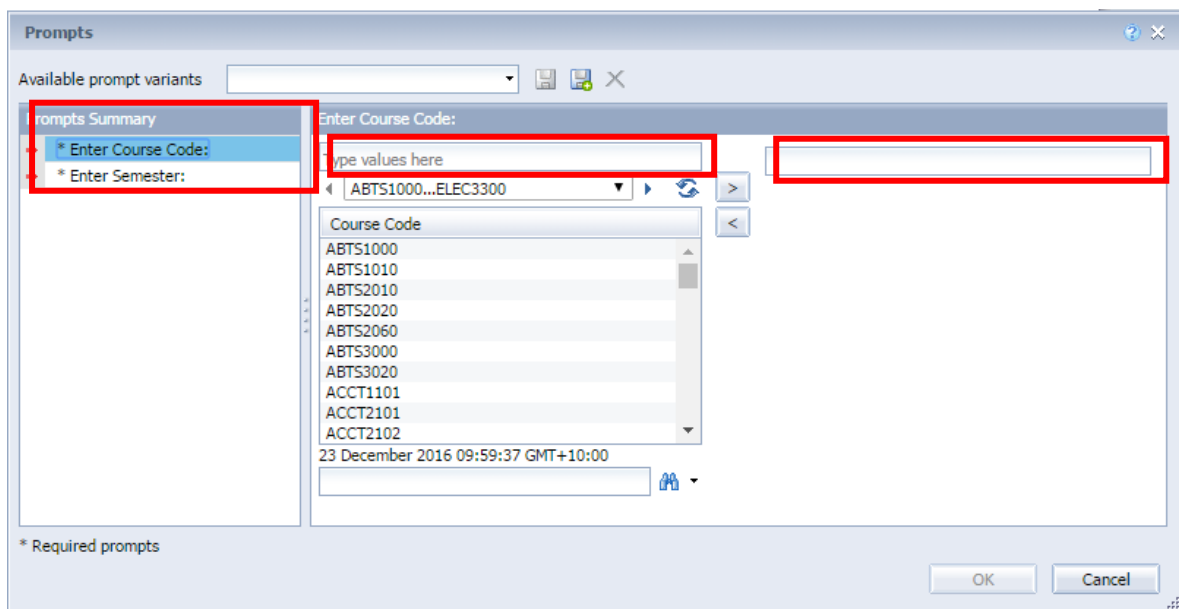 Prompts
Available prompt variants
Prompts Summary
* Enter Course Code:
* Enter Semester:
Enter Course Code:
Type values here
ABTS1000...ELEC3300
>
<
Course Code
ABTS1000
ABTS1010
ABTS2010
ABTS2020
ABTS2060
ABTS3000
ABTS3020
ACCT1101
ACCT2101
ACCT2102
23 December 2016 09:59:37 GMT+10:00
* Required prompts
OK
Cancel